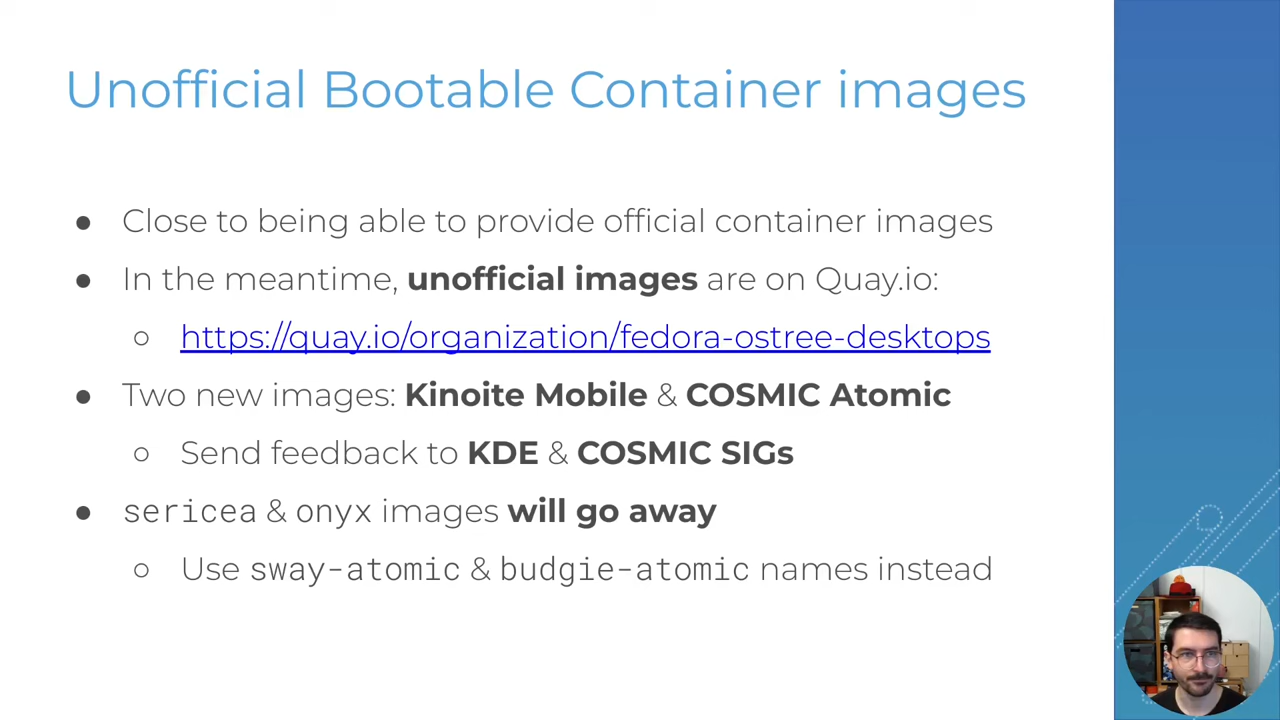 Unofficial Bootable Container images
● Close to being able to provide official container images
● In the meantime, unofficial images are on Quay.io:
○ https://quay.io/organization/fedora-ostree-desktops
● Two new images: Kinoite Mobile & COSMIC Atomic
○ Send feedback to KDE & COSMIC SIGs
● sericea & onyx images will go away
○ Use sway-atomic & budgie-atomic names instead